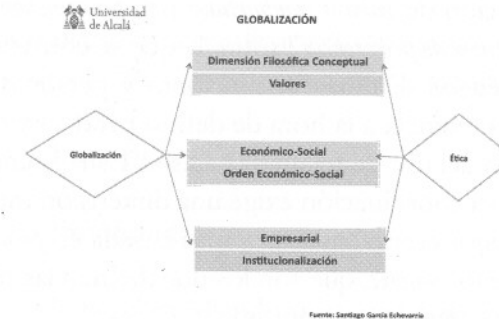 Universidad
de Alcalá
GLOBALIZACIÓN
Dimensión Filosófica Conceptual
Valores
Globalización
Económico-Social
Orden Económico-Social
Ética
Empresarial
Institucionalización
Fuente: Santiago García Echevarría